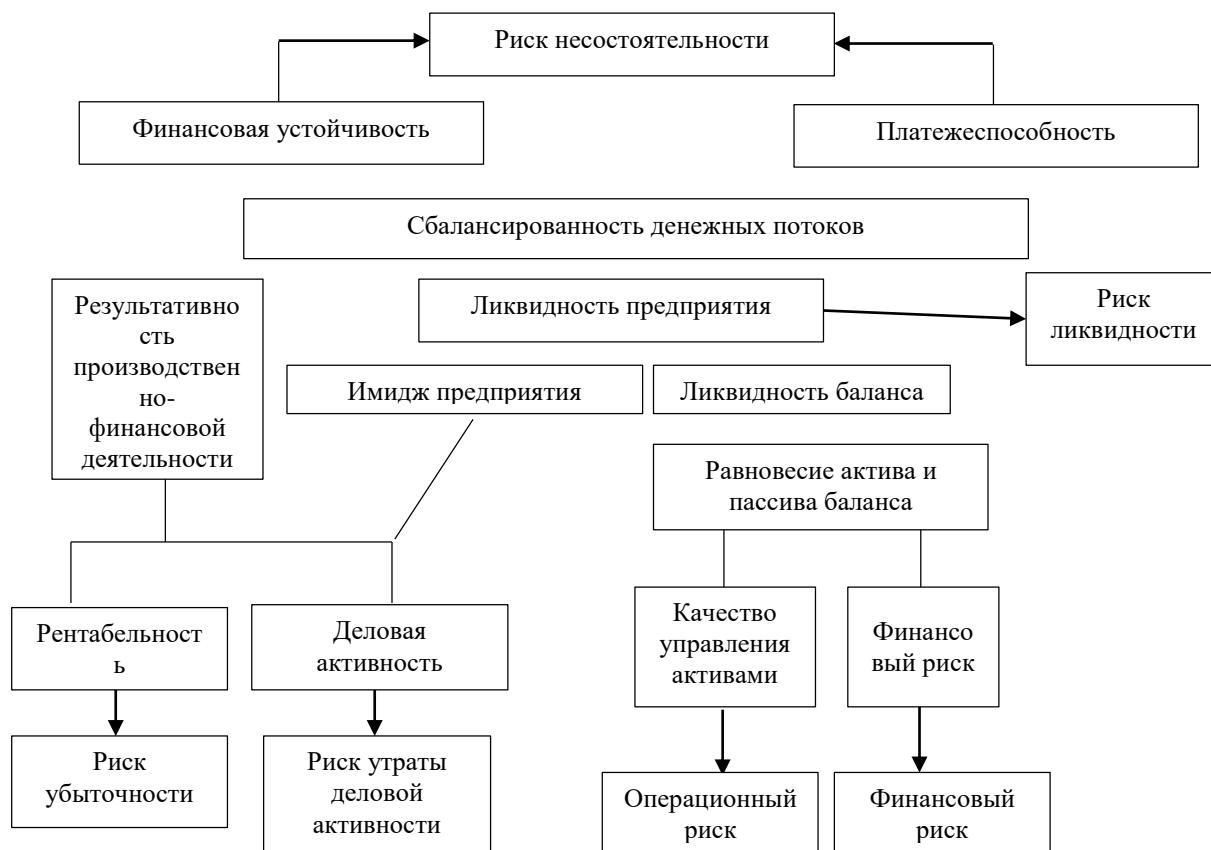 Риск несостоятельности
Финансовая устойчивость
Платежеспособность
Сбалансированность денежных потоков
Результативно
сть
производствен
но-
финансовой
деятельности
Ликвидность предприятия
Риск
ликвидности
Имидж предприятия
Ликвидность баланса
Равновесие актива и
пассива баланса
Рентабельност
ь
Деловая
активность
Качество
управления
активами
Финансо
вый риск
Риск
убыточности
Риск утраты
деловой
активности
Операционный
риск
Финансовый
риск